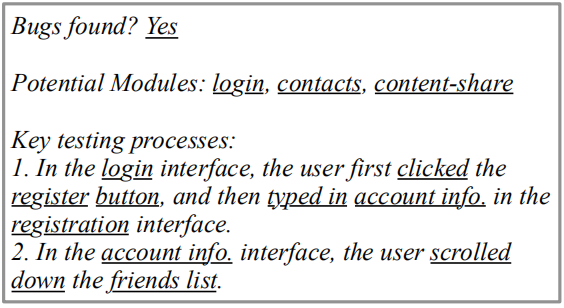 Bugs found? Yes
Potential Modules: login, contacts, content-share
Key testing processes:
1. In the login interface, the user first clicked the
register button, and then typed in account info. in the
registration interface.
2. In the account info. interface, the user scrolled
down the friends list.